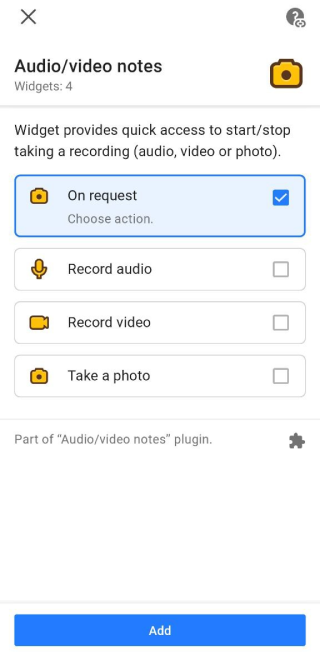 Audio/video notes
Widgets: 4
Widget provides quick access to start/stop
taking a recording (audio, video or photo).
On request
Choose action.
Record audio
Record video
Take a photo
Part of “Audio/video notes” plugin.
Add